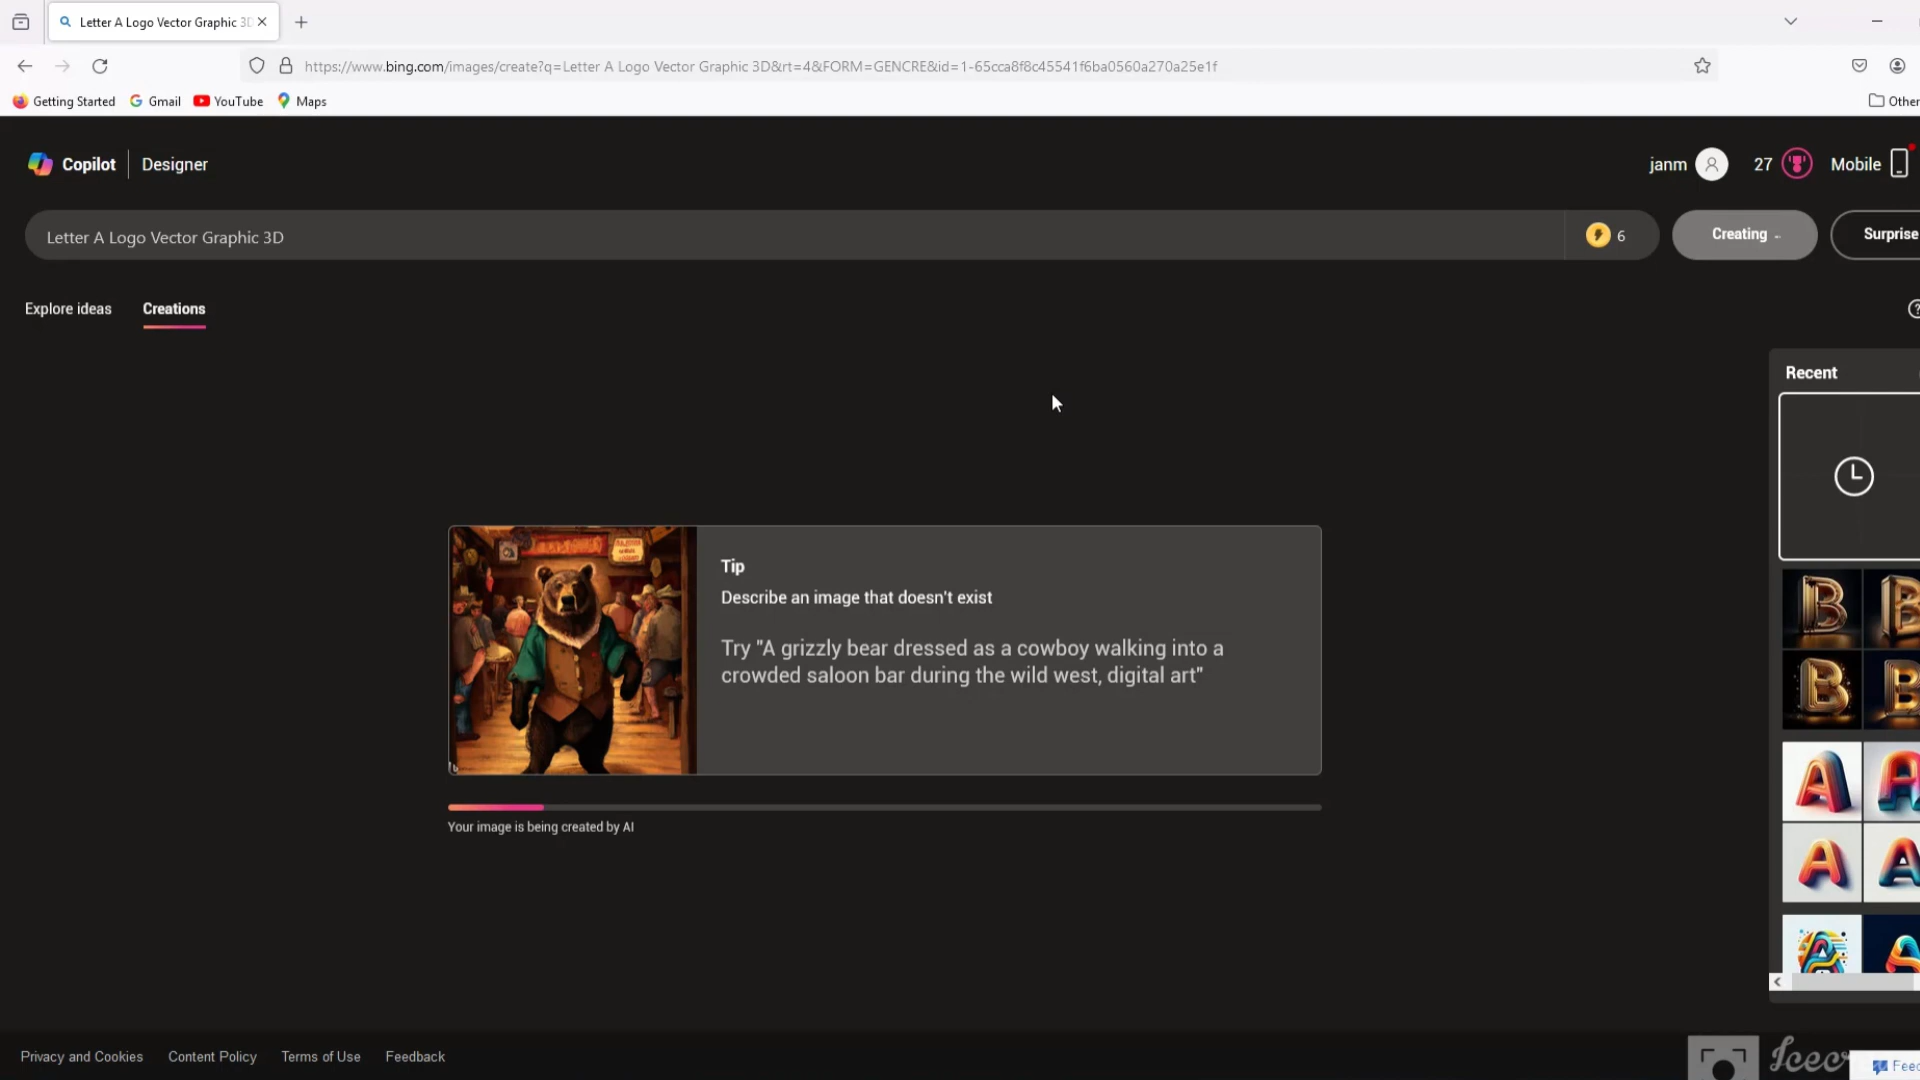 Letter A Logo Vector Graphic 3D
https://www.bing.com/images/create?q=Letter A Logo Vector Graphic 3D&rt=4&FORM=GENCRE&id=1-65cca8f8c45541f6ba0560a270a25e1f
Getting Started Gmail YouTube Maps Other
Copilot Designer janm 27 Mobile
Letter A Logo Vector Graphic 3D 6 Creating .. Surprise
Explore ideas Creations
Recent
Tip
Describe an image that doesn't exist
Try "A grizzly bear dressed as a cowboy walking into a
crowded saloon bar during the wild west, digital art"
Your image is being created by AI
Privacy and Cookies Content Policy Terms of Use Feedback
Icecr Feed